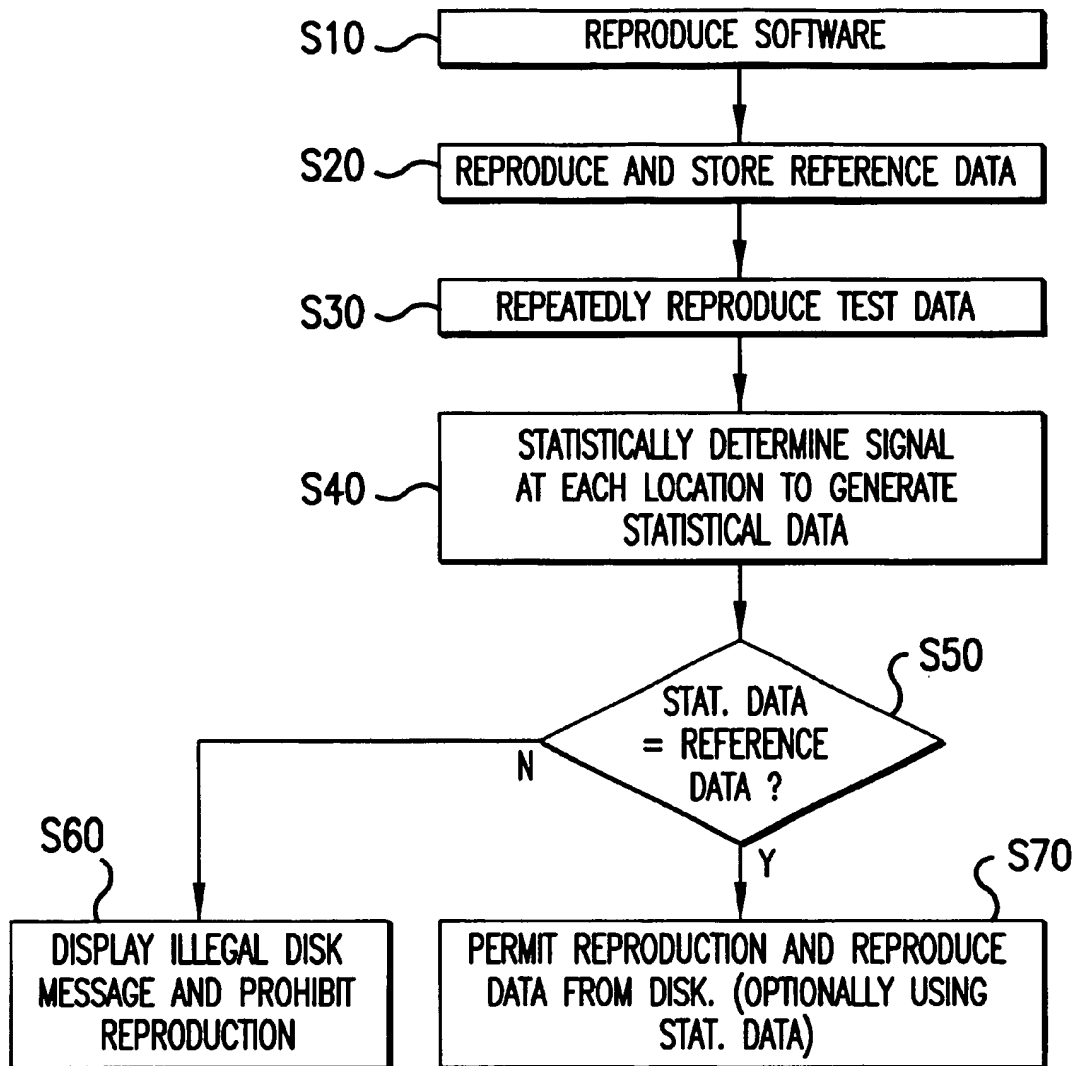 S10
REPRODUCE SOFTWARE
S20
REPRODUCE AND STORE REFERENCE DATA
S30
REPEATEDLY REPRODUCE TEST DATA
S40
STATISTICALLY DETERMINE SIGNAL
AT EACH LOCATION TO GENERATE
STATISTICAL DATA
S50
STAT. DATA
= REFERENCE
DATA ?
N
Y
S60
DISPLAY ILLEGAL DISK
MESSAGE AND PROHIBIT
REPRODUCTION
S70
PERMIT REPRODUCTION AND REPRODUCE
DATA FROM DISK. (OPTIONALLY USING
STAT. DATA)